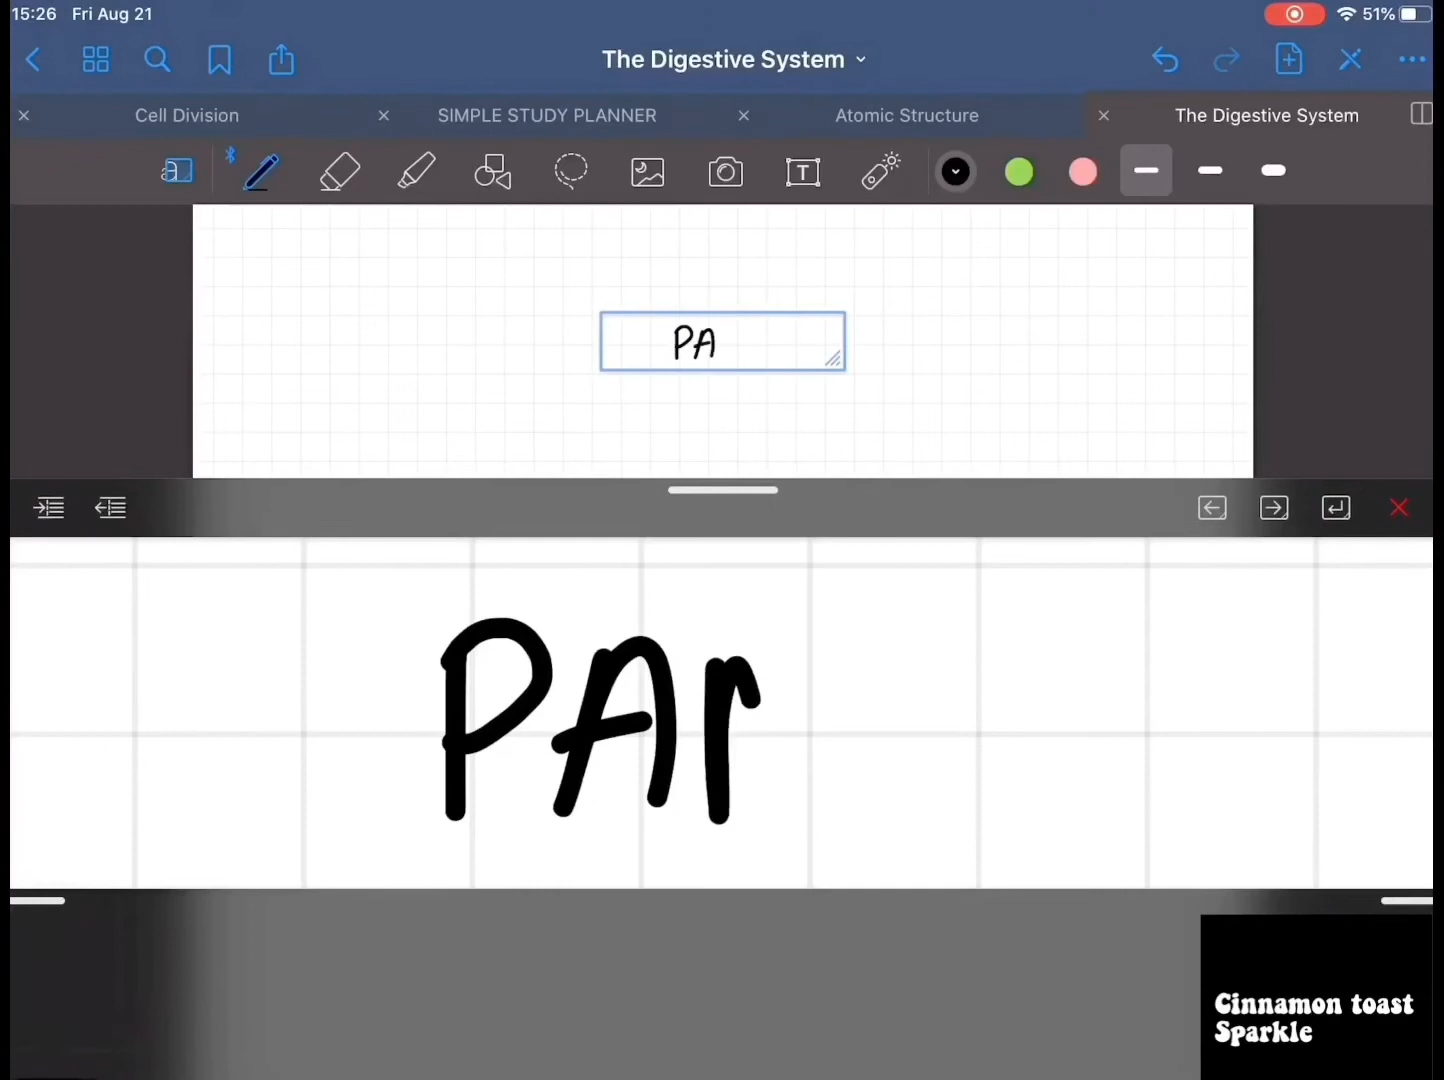 15:26 Fri Aug 21
51%
The Digestive System
Cell Division
SIMPLE STUDY PLANNER
Atomic Structure
The Digestive System
T
PA
PAr
Cinnamon toast
Sparkle